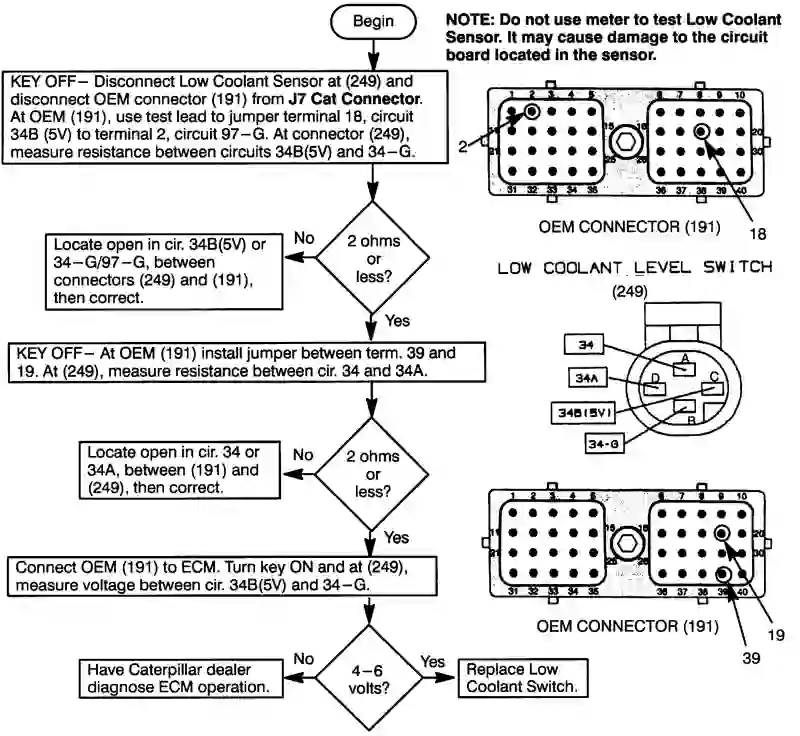 Begin
NOTE: Do not use meter to test Low Coolant
Sensor. It may cause damage to the circuit
board located in the sensor.
KEY OFF– Disconnect Low Coolant Sensor at (249) and
disconnect OEM connector (191) from J7 Cat Connector.
At OEM (191), use test lead to jumper terminal 18, circuit
34B (5V) to terminal 2, circuit 97–G. At connector (249),
measure resistance between circuits 34B(5V) and 34–G.
1 2 3 4 5 6 7 8 9 10
11 15 16 20
21 25 26 30
31 32 33 34 35 36 37 38 39 40
2
18
OEM CONNECTOR (191)
2 ohms
or
less?
No
Locate open in cir. 34B(5V) or
34–G/97–G, between
connectors (249) and (191),
then correct.
Yes
LOW COOLANT LEVEL SWITCH
(249)
34
34A
34B(5V)
34-G
A
D C
B
KEY OFF– At OEM (191) install jumper between term. 39 and
19. At (249), measure resistance between cir. 34 and 34A.
2 ohms
or
less?
No
Locate open in cir. 34 or
34A, between (191) and
(249), then correct.
Yes
1 2 3 4 5 6 7 8 9 10
11 15 16 20
21 25 26 30
31 32 33 34 35 36 37 38 39 40
19
39
OEM CONNECTOR (191)
Connect OEM (191) to ECM. Turn key ON and at (249),
measure voltage between cir. 34B(5V) and 34–G.
4–6
volts?
No
Have Caterpillar dealer
diagnose ECM operation.
Yes
Replace Low
Coolant Switch.